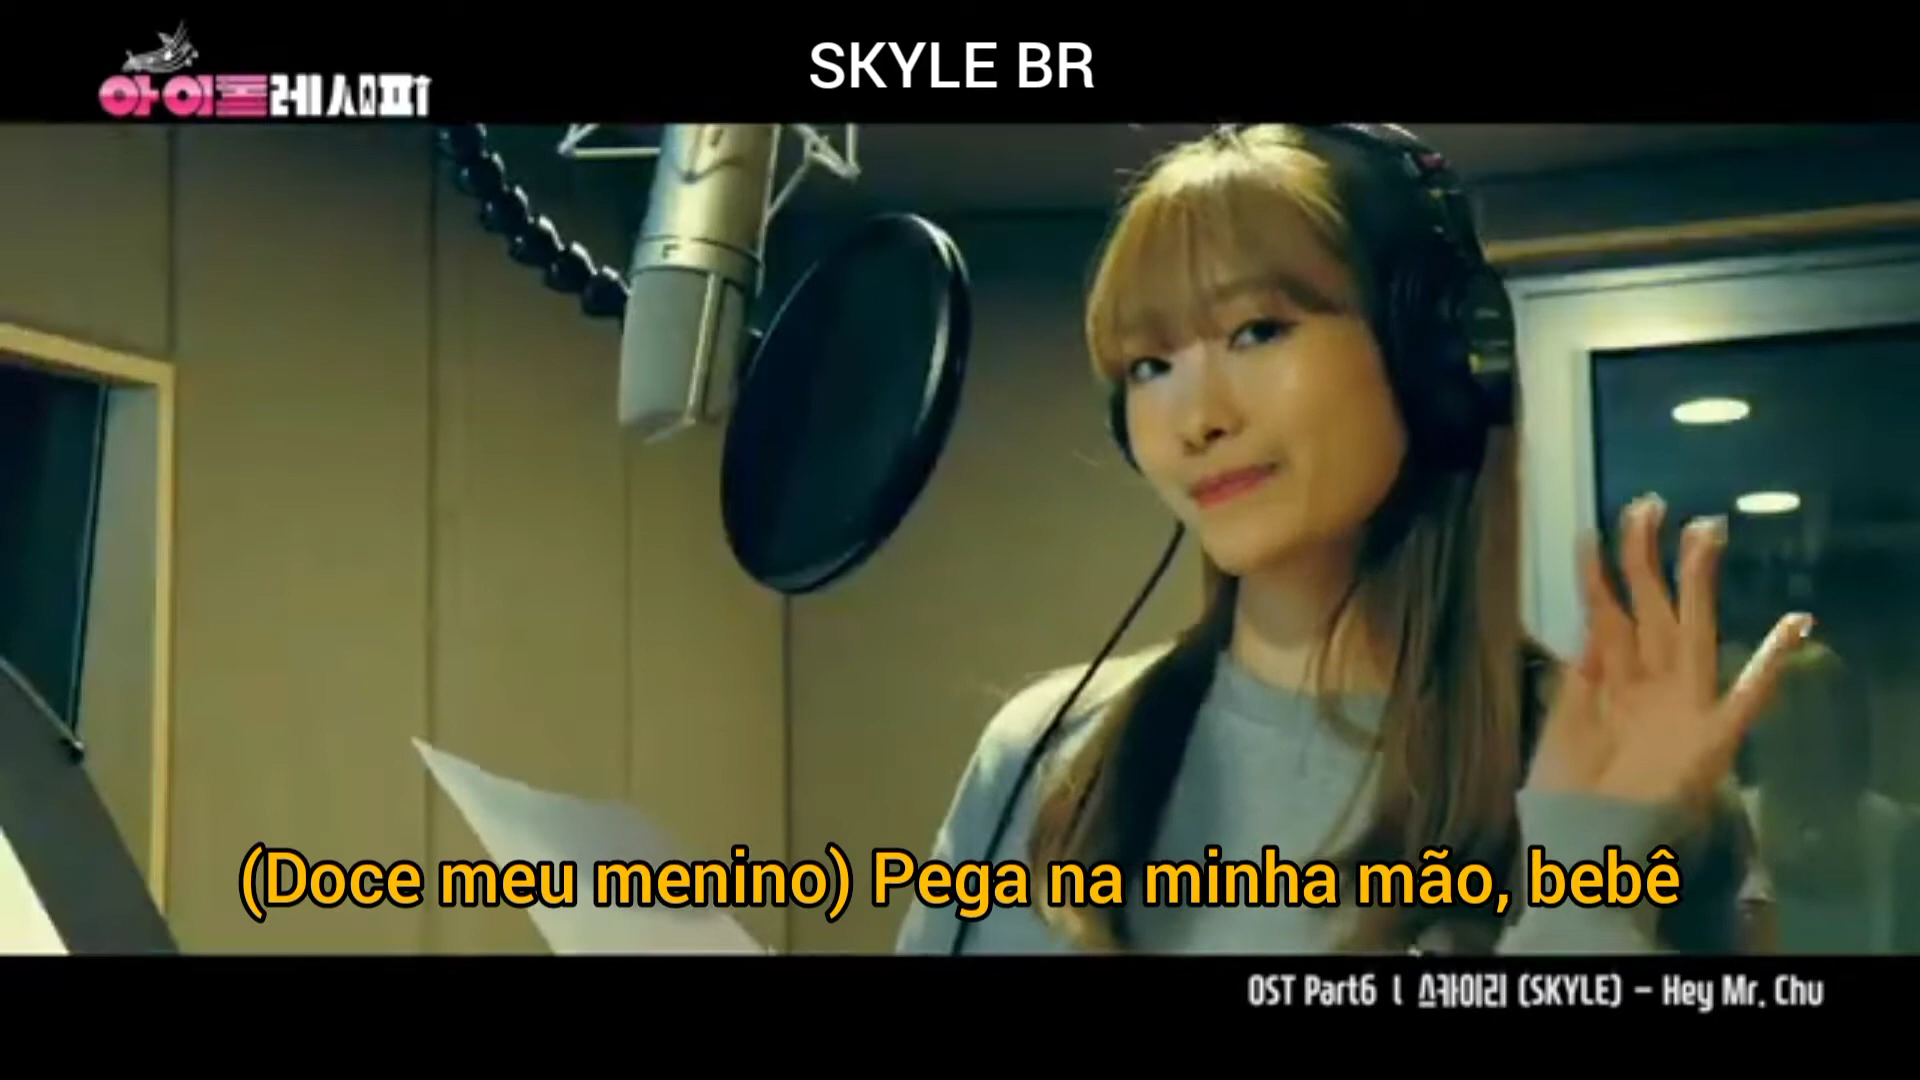 아이돌레시피
SKYLE BR
(Doce meu menino) Pega na minha mão, bebê
OST Part6 l 스카이리 (SKYLE) - Hey Mr. Chu